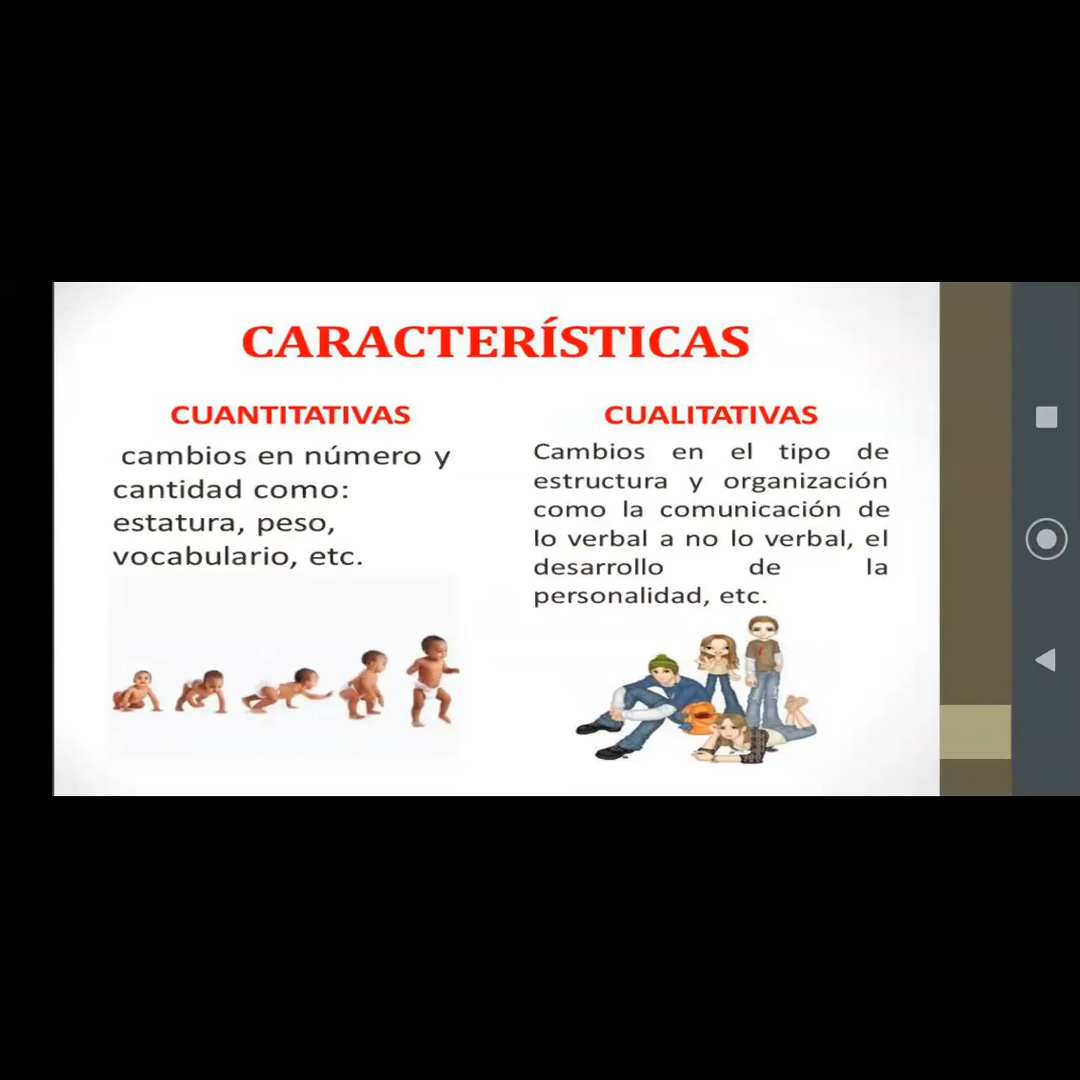 CARACTERÍSTICAS
CUANTITATIVAS
cambios en número y
cantidad como:
estatura, peso,
vocabulario, etc.
CUALITATIVAS
Cambios en el tipo de
estructura y organización
como la comunicación de
lo verbal a no lo verbal, el
desarrollo de la
personalidad, etc.